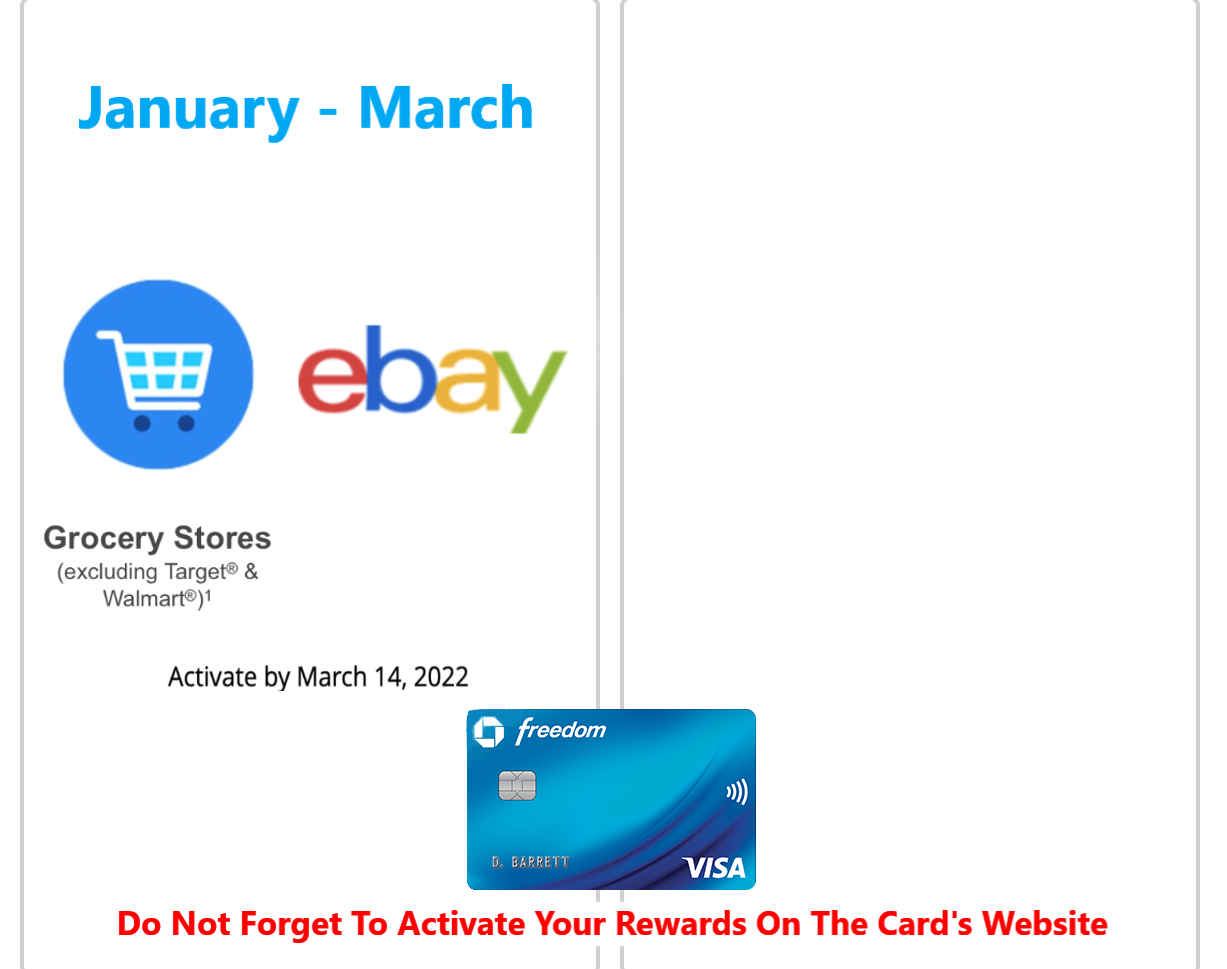 January - March
ebay
Grocery Stores
(excluding Target® &
Walmart®)¹
Activate by March 14, 2022
freedom
D. BARRETT
VISA
Do Not Forget To Activate Your Rewards On The Card's Website